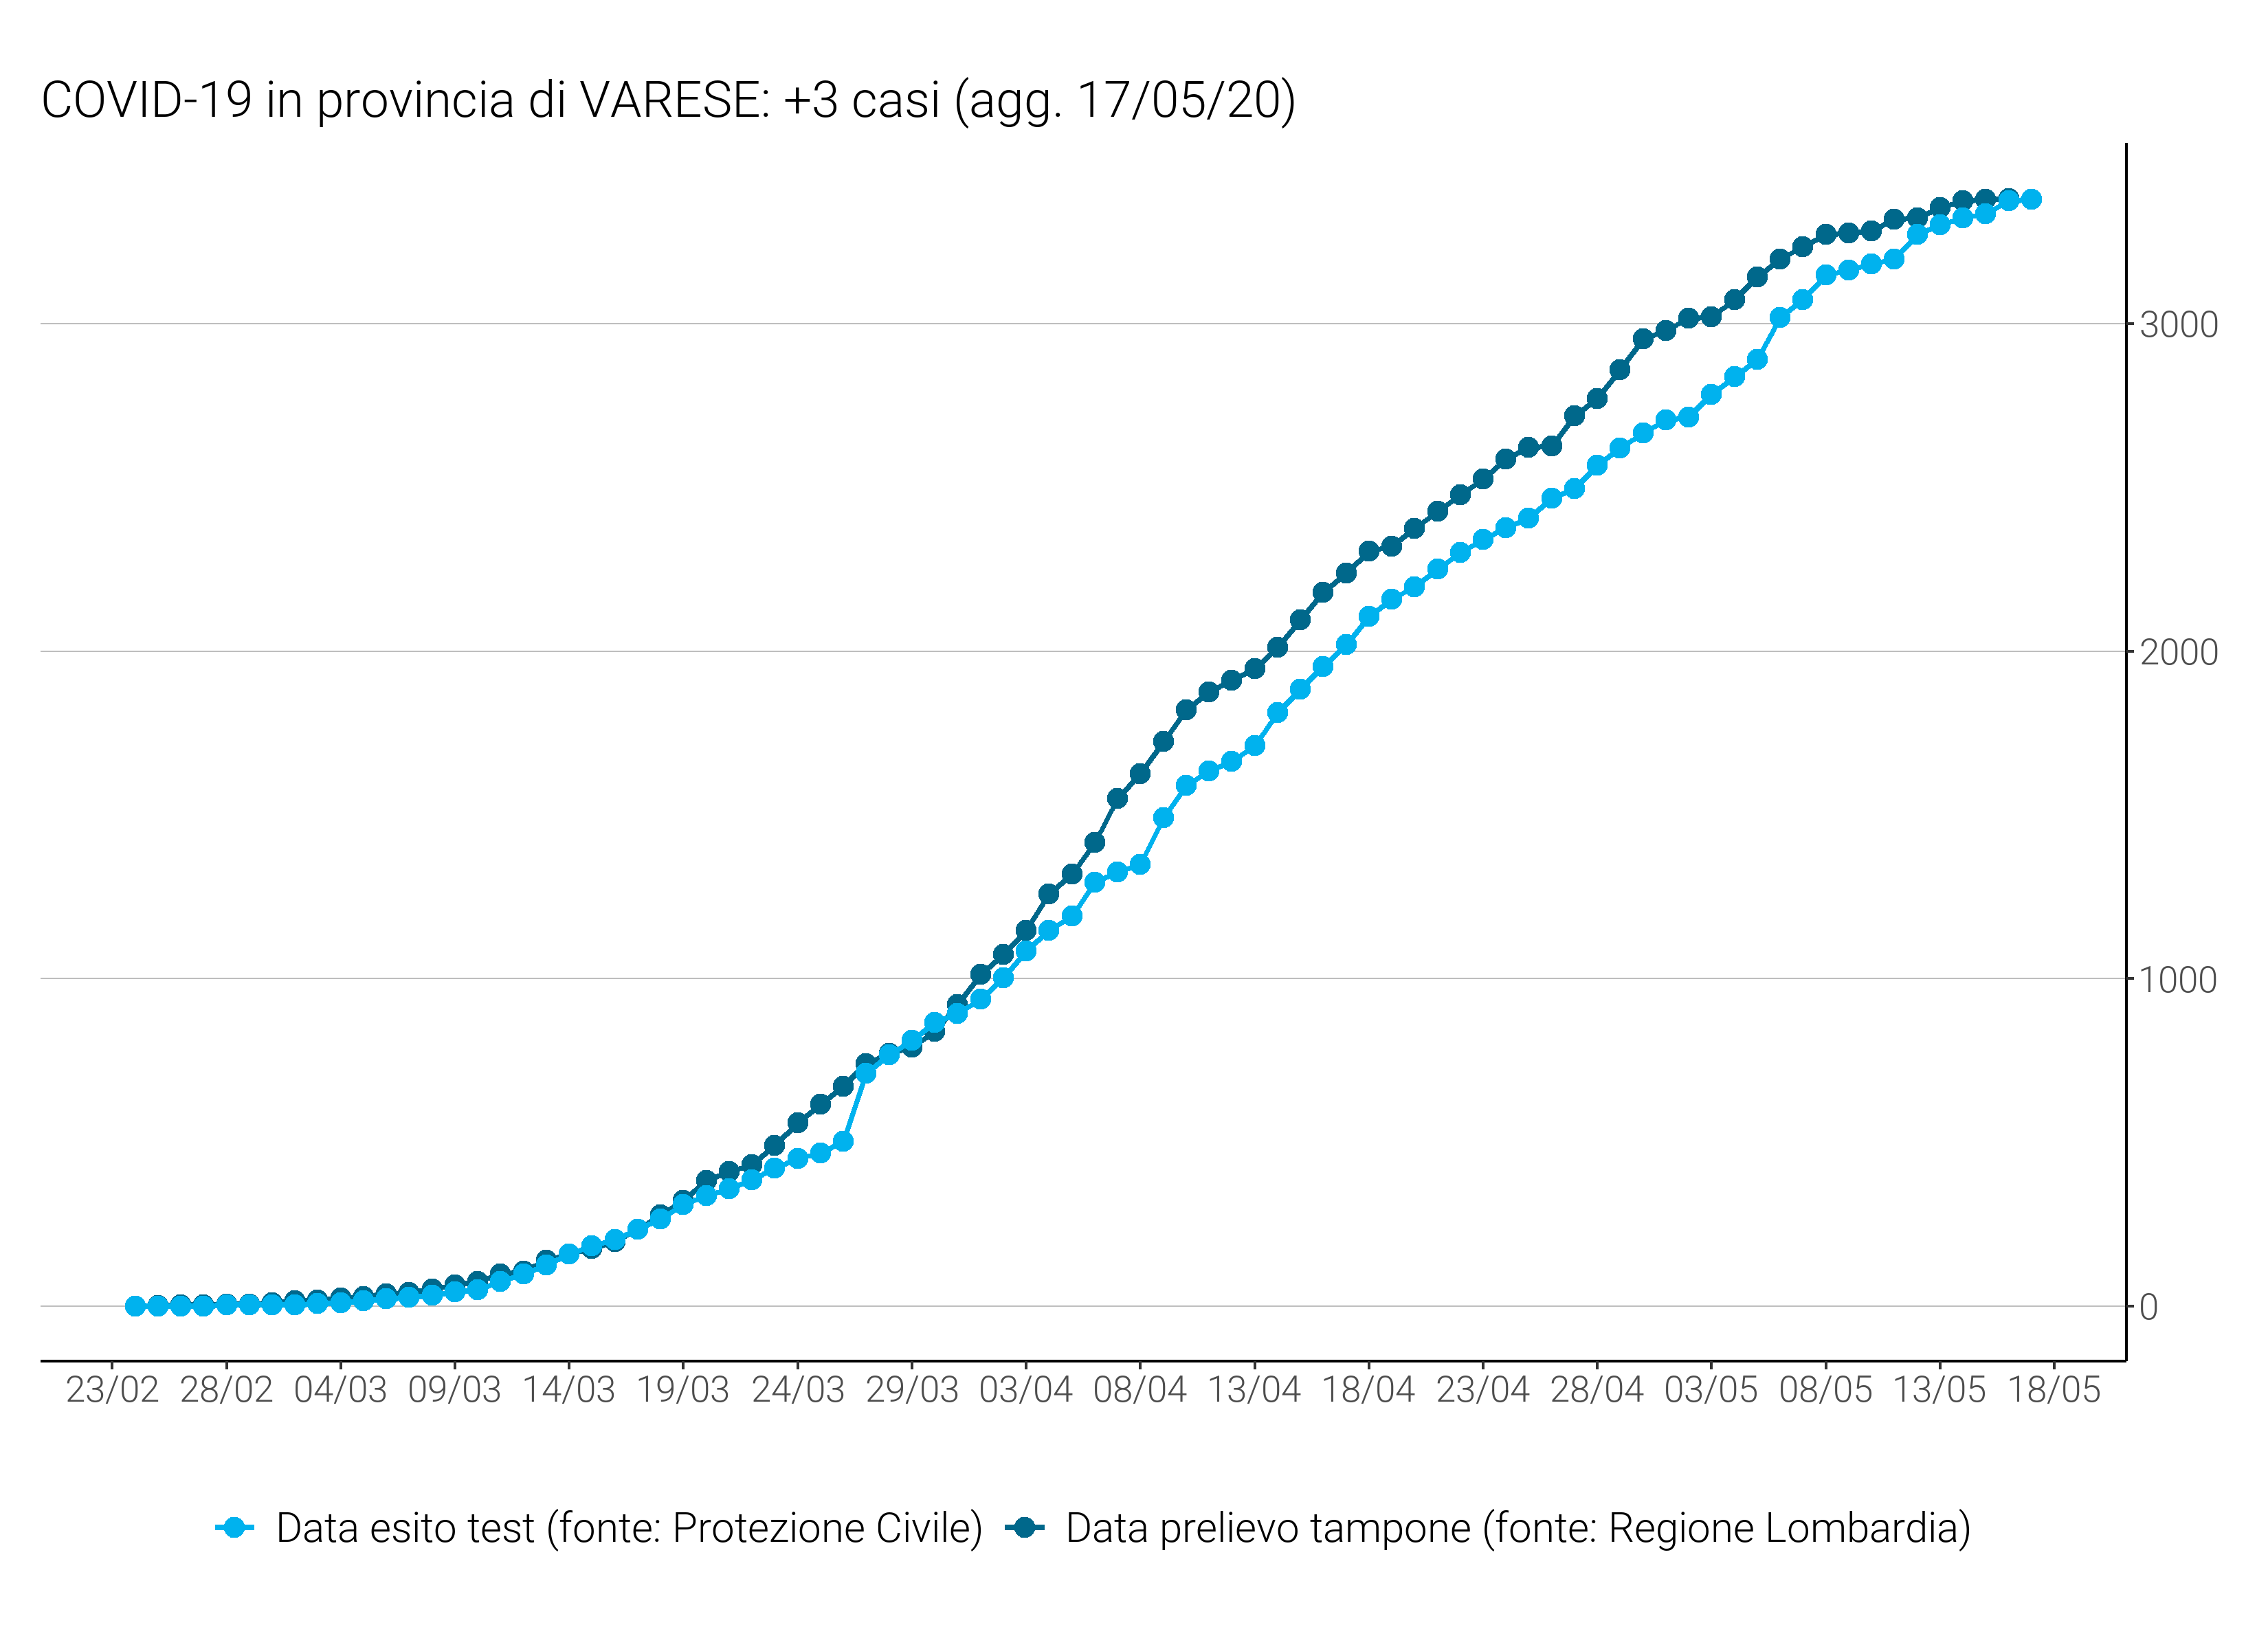 COVID-19 in provincia di VARESE: +3 casi (agg. 17/05/20)
3000
2000
1000
0
23/02 28/02 04/03 09/03 14/03 19/03 24/03 29/03 03/04 08/04 13/04 18/04 23/04 28/04 03/05 08/05 13/05 18/05
Data esito test (fonte: Protezione Civile) Data prelievo tampone (fonte: Regione Lombardia)